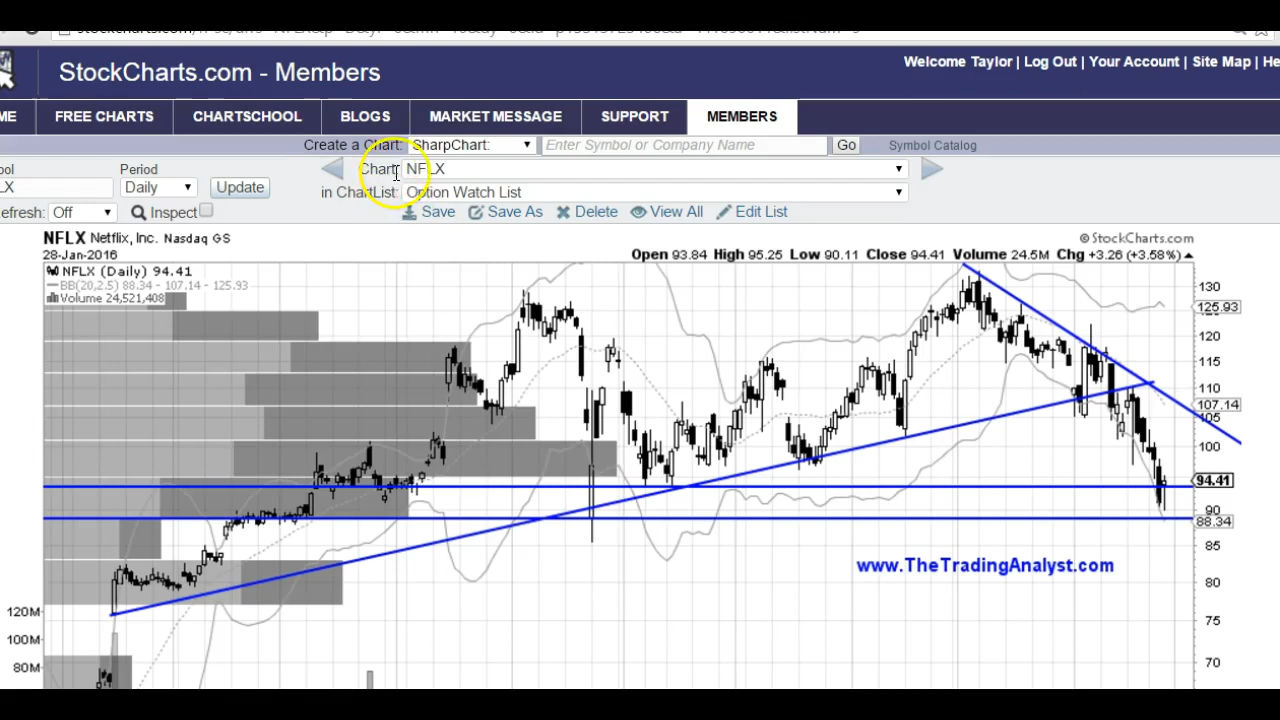 StockCharts.com - Members
Welcome Taylor | Log Out | Your Account | Site Map | He
ME FREE CHARTS CHARTSCHOOL BLOGS MARKET MESSAGE SUPPORT MEMBERS
Create a Chart: SharpChart: Enter Symbol or Company Name Go Symbol Catalog
Period Chart: NFLX
LX Daily Update in ChartList: Option Watch List
Refresh: Off Inspect Save Save As Delete View All Edit List
NFLX Netflix, Inc. Nasdaq GS © StockCharts.com
28-Jan-2016 Open 93.84 High 95.25 Low 90.11 Close 94.41 Volume 24.5M Chg +3.26 (+3.58%)
NFLX (Daily) 94.41
BB(20,2.5) 88.34 - 107.14 - 125.93
Volume 24,521,408
130
125.93
120
115
110
107.14
105
100
94.41
90
88.34
85
www.TheTradingAnalyst.com
80
120M 75
100M
80M 70